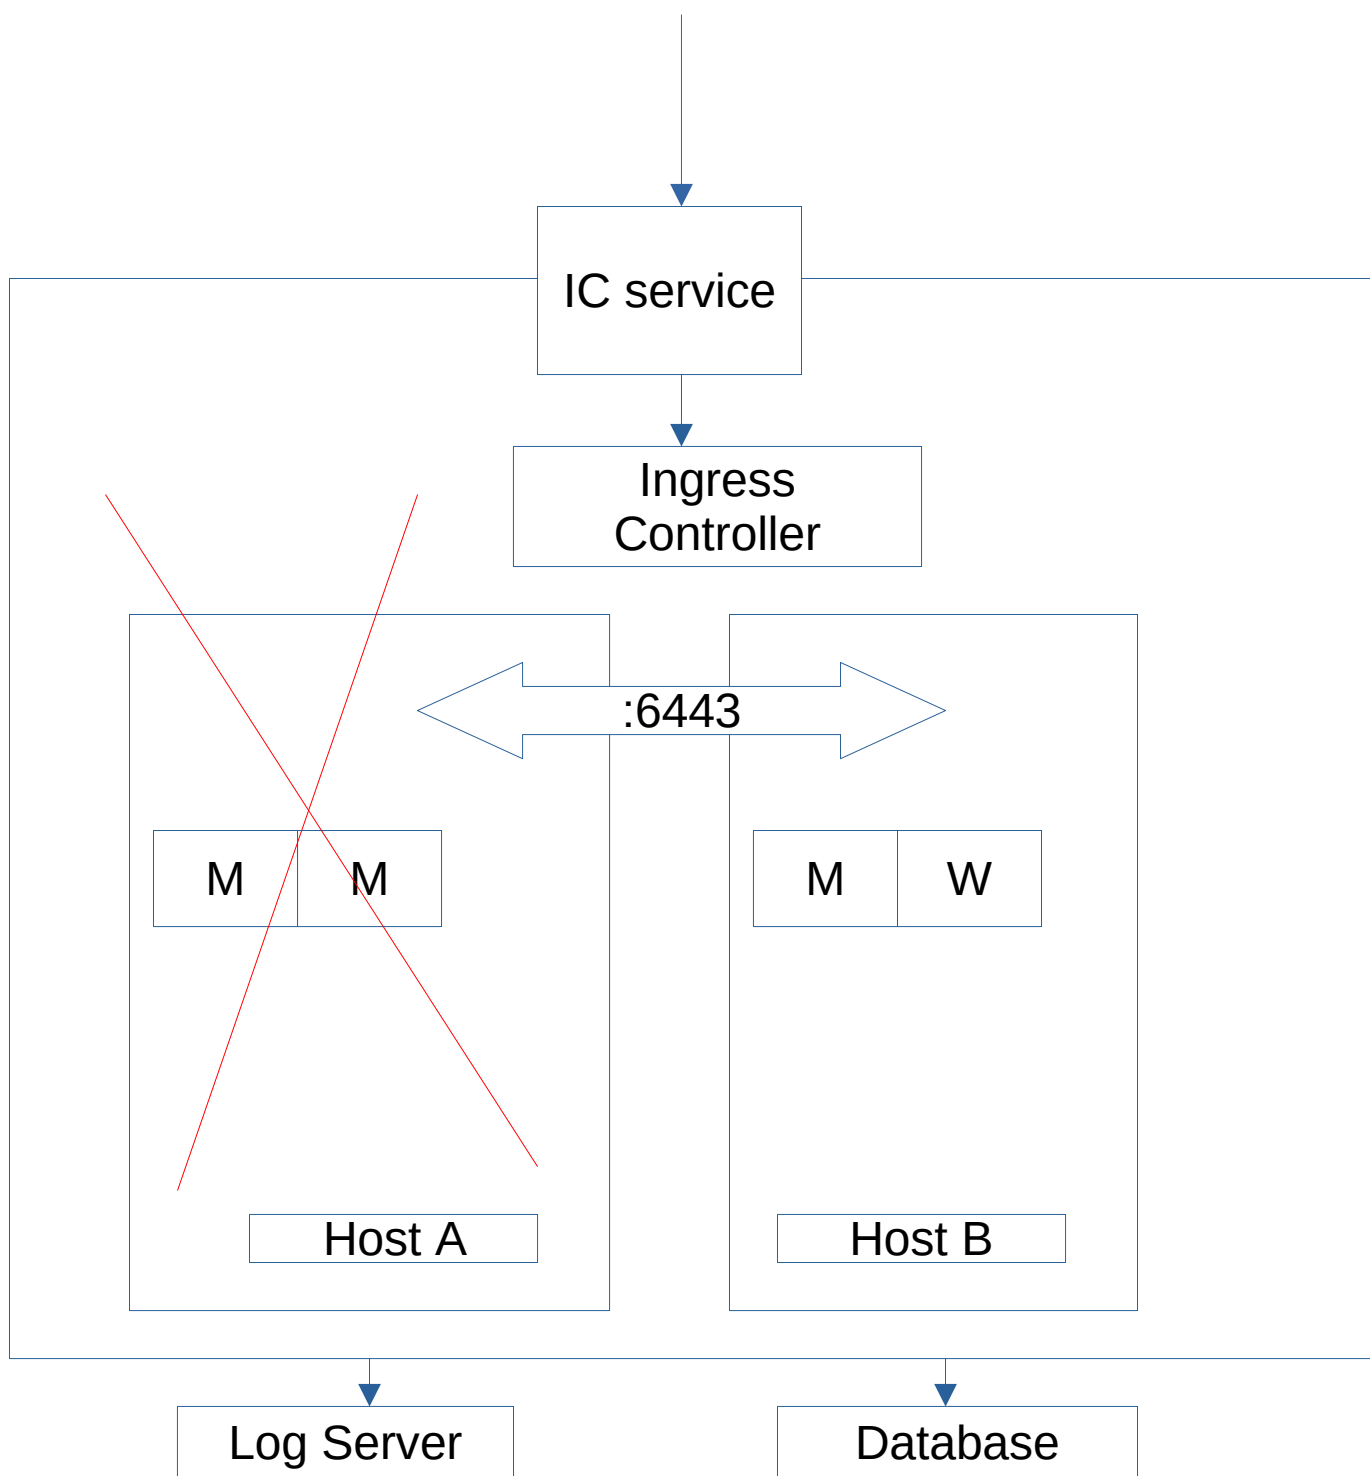 IC service
Ingress
Controller
:6443
M M
M W
Host A
Host B
Log Server
Database